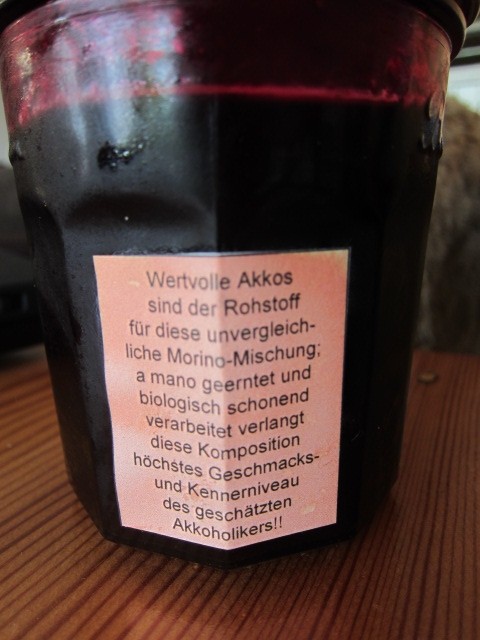 Wertvolle Akkos
sind der Rohstoff
für diese unvergleich-
liche Morino-Mischung;
a mano geerntet und
biologisch schonend
verarbeitet verlangt
diese Komposition
höchstes Geschmacks-
und Kennerniveau
des geschätzten
Akkoholikers!!